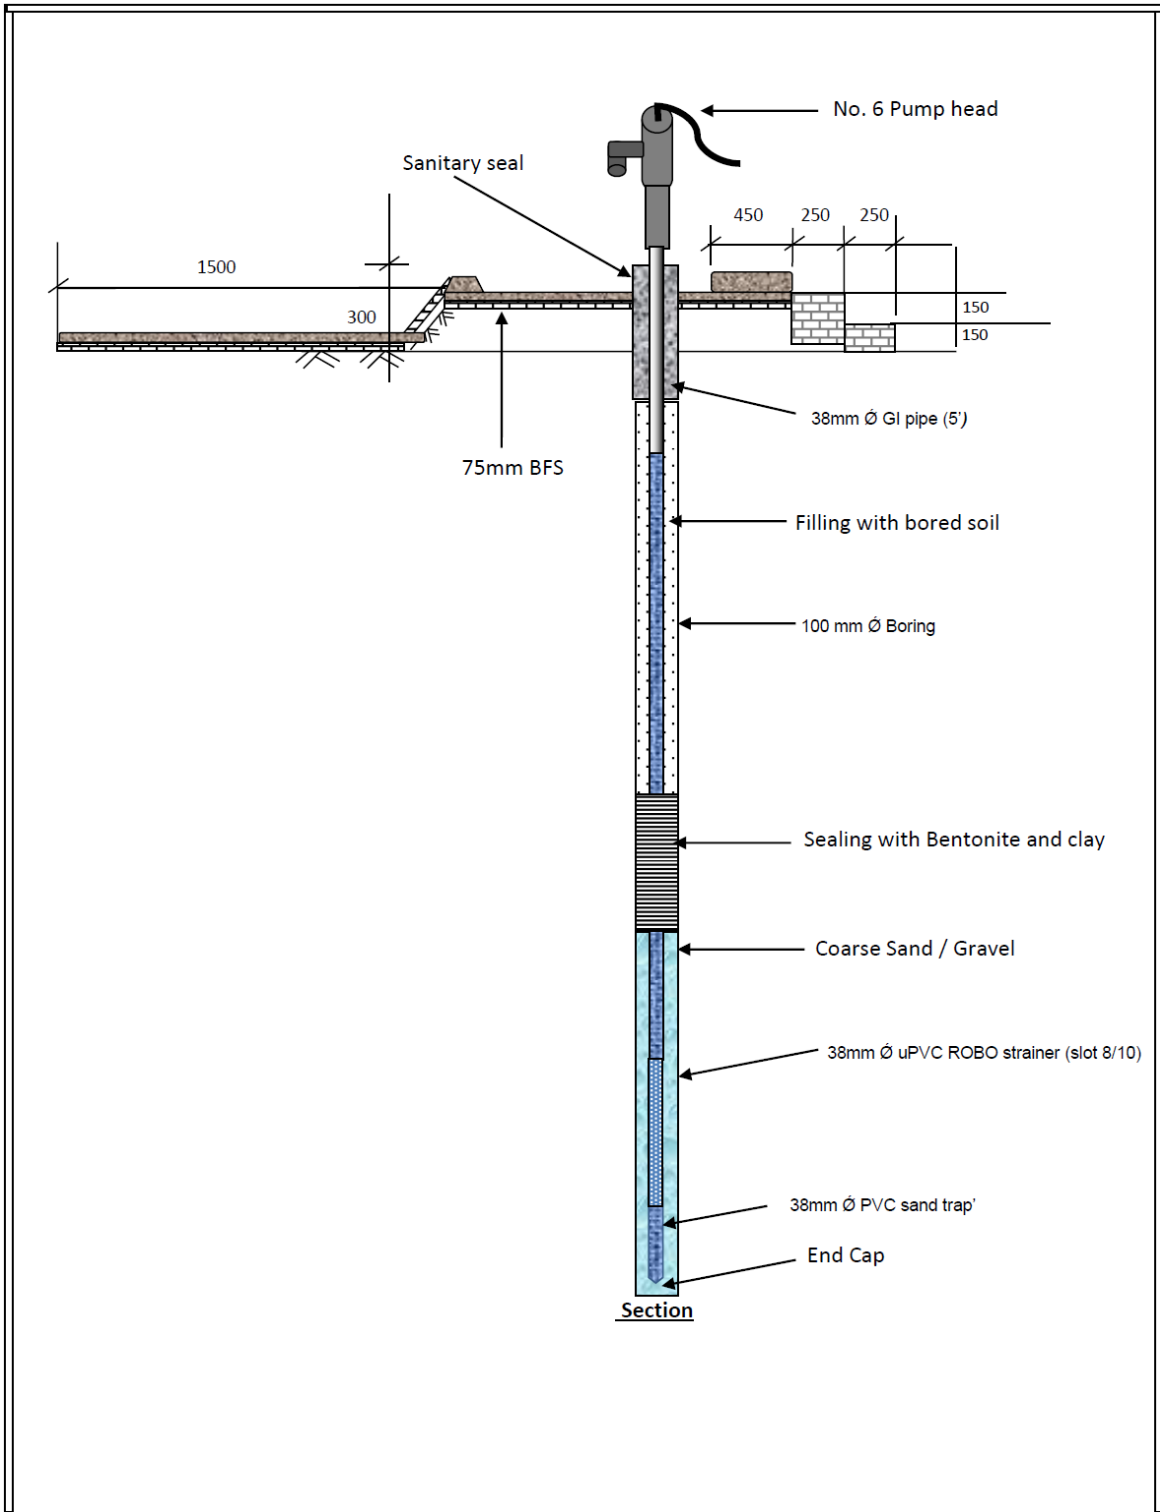 No. 6 Pump head
Sanitary seal
450
250
250
1500
300
150
150
38mm Ǿ GI pipe (5’)
75mm BFS
Filling with bored soil
100 mm Ǿ Boring
Sealing with Bentonite and clay
Coarse Sand / Gravel
38mm Ǿ uPVC ROBO strainer (slot 8/10)
38mm Ǿ PVC sand trap’
End Cap
Section